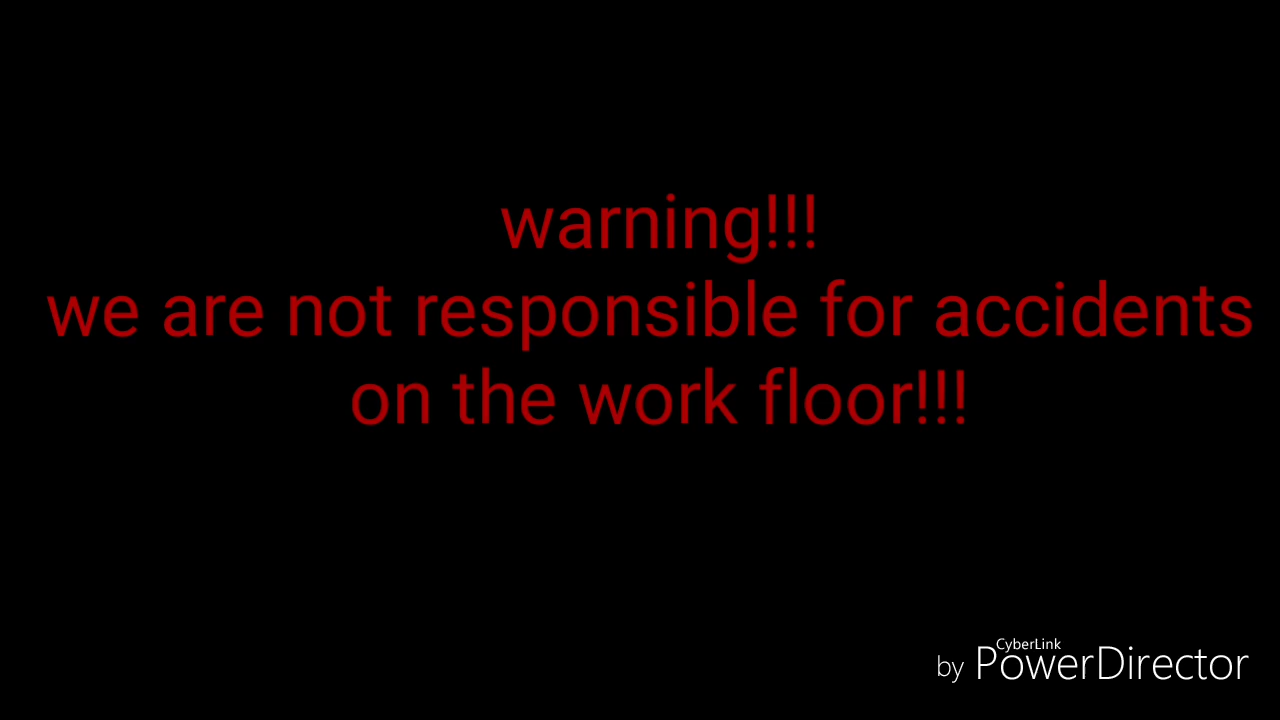 warning!!!
we are not responsible for accidents
on the work floor!!!
CyberLink
by PowerDirector